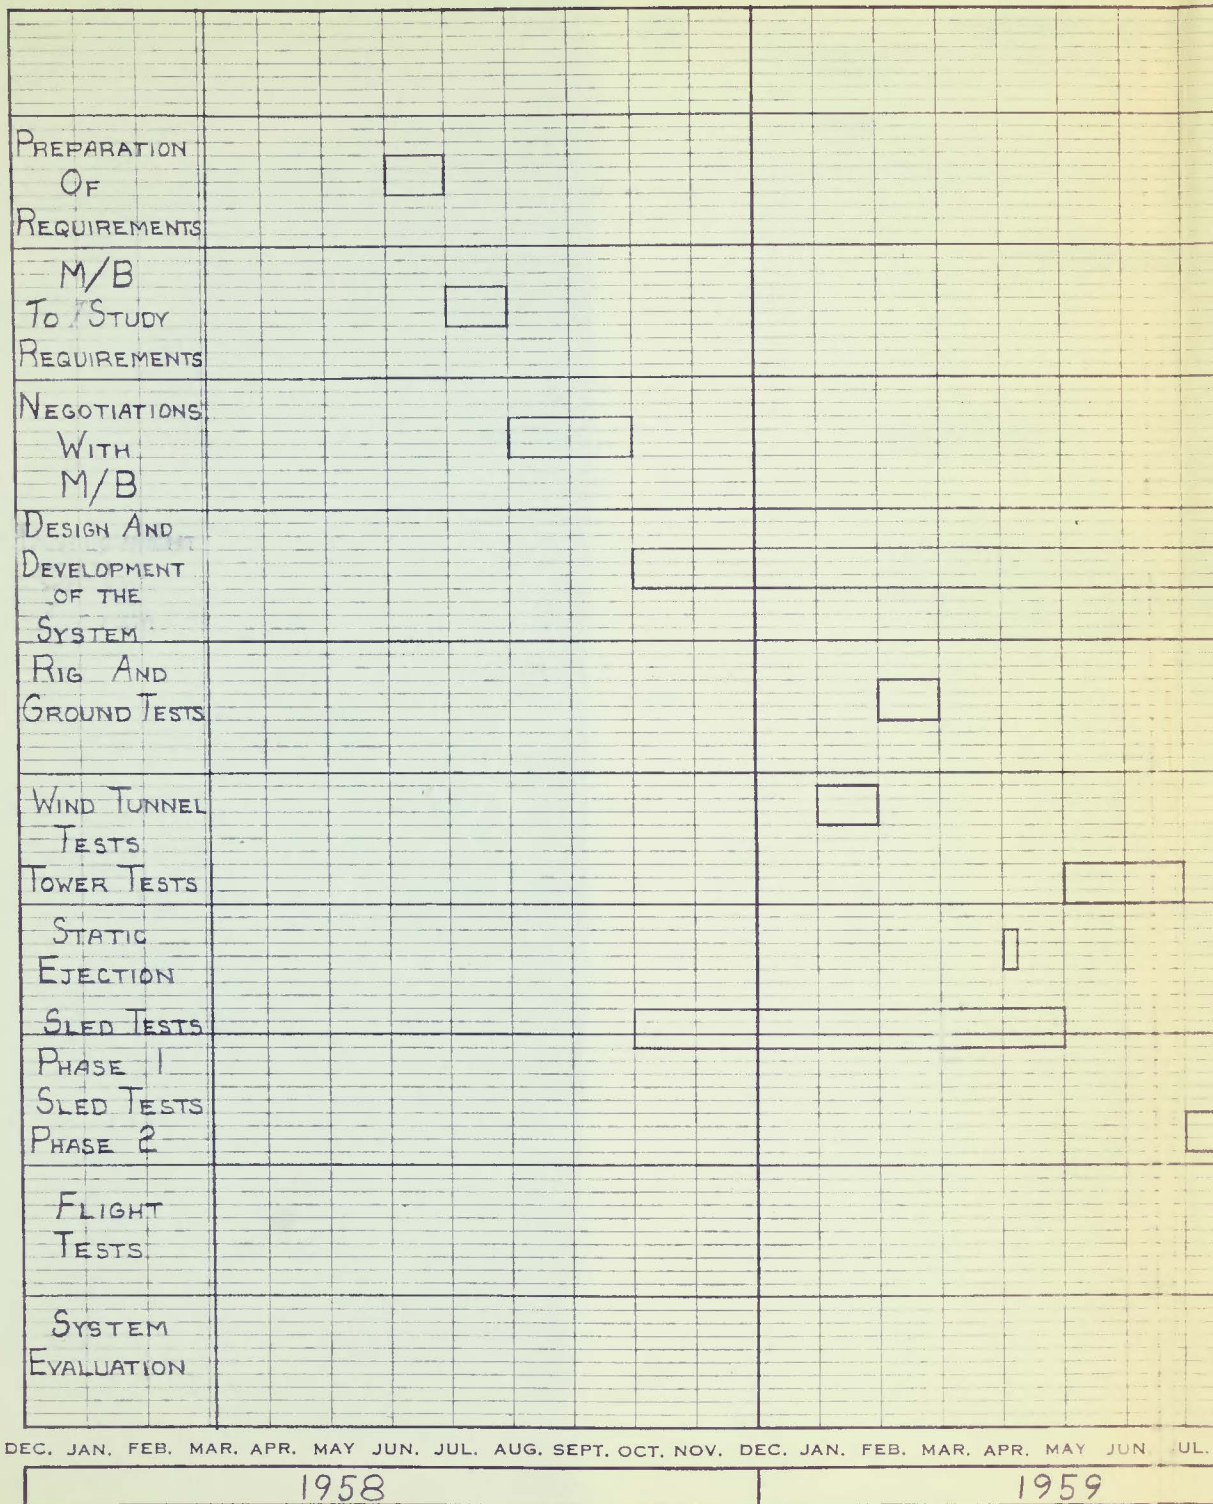 PREPARATION
OF
REQUIREMENTS
M/B
TO STUDY
REQUIREMENTS
NEGOTIATIONS
WITH
M/B
DESIGN AND
DEVELOPMENT
OF THE
SYSTEM
RIG AND
GROUND TESTS
WIND TUNNEL
TESTS
TOWER TESTS
STATIC
EJECTION
SLED TESTS
PHASE 1
SLED TESTS
PHASE 2
FLIGHT
TESTS
SYSTEM
EVALUATION
DEC. JAN. FEB. MAR. APR. MAY JUN. JUL. AUG. SEPT. OCT. NOV. DEC. JAN. FEB. MAR. APR. MAY JUN UL.
1958 1959